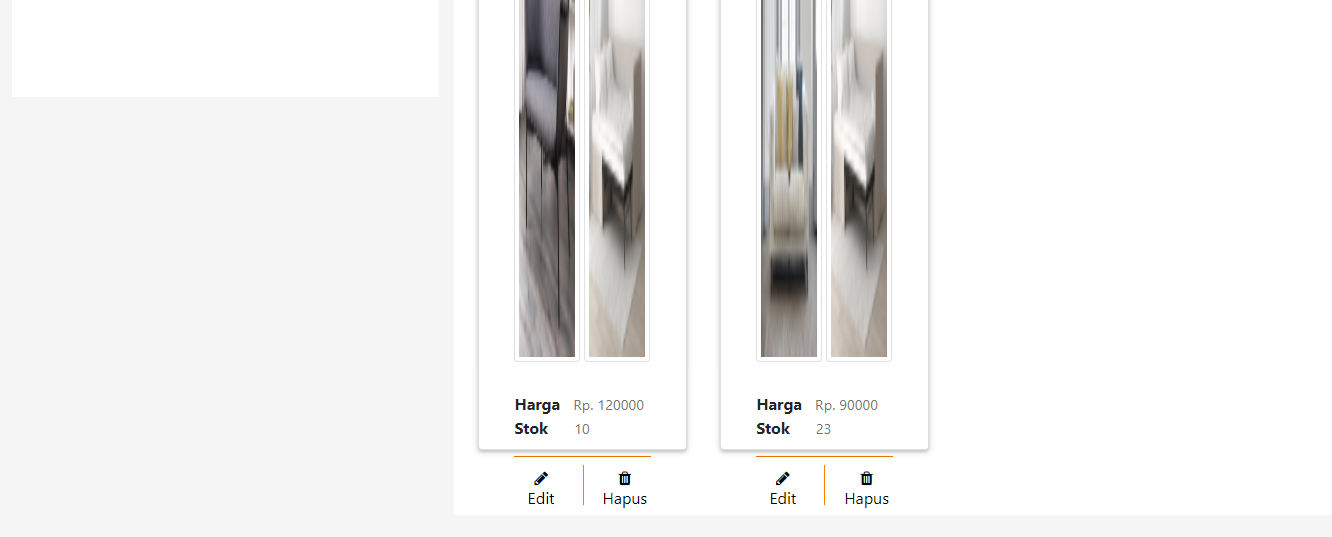 Harga Rp. 120000
Stok 10
Edit Hapus
Harga Rp. 90000
Stok 23
Edit Hapus